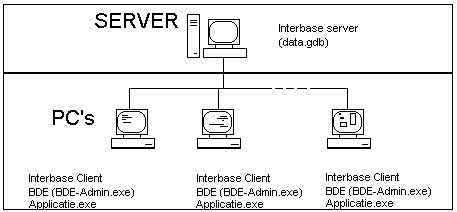 SERVER
Interbase server
(data.gdb)
PC's
Interbase Client
BDE (BDE-Admin.exe)
Applicatie.exe
Interbase Client
BDE (BDE-Admin.exe)
Applicatie.exe
Interbase Client
BDE (BDE-Admin.exe)
Applicatie.exe